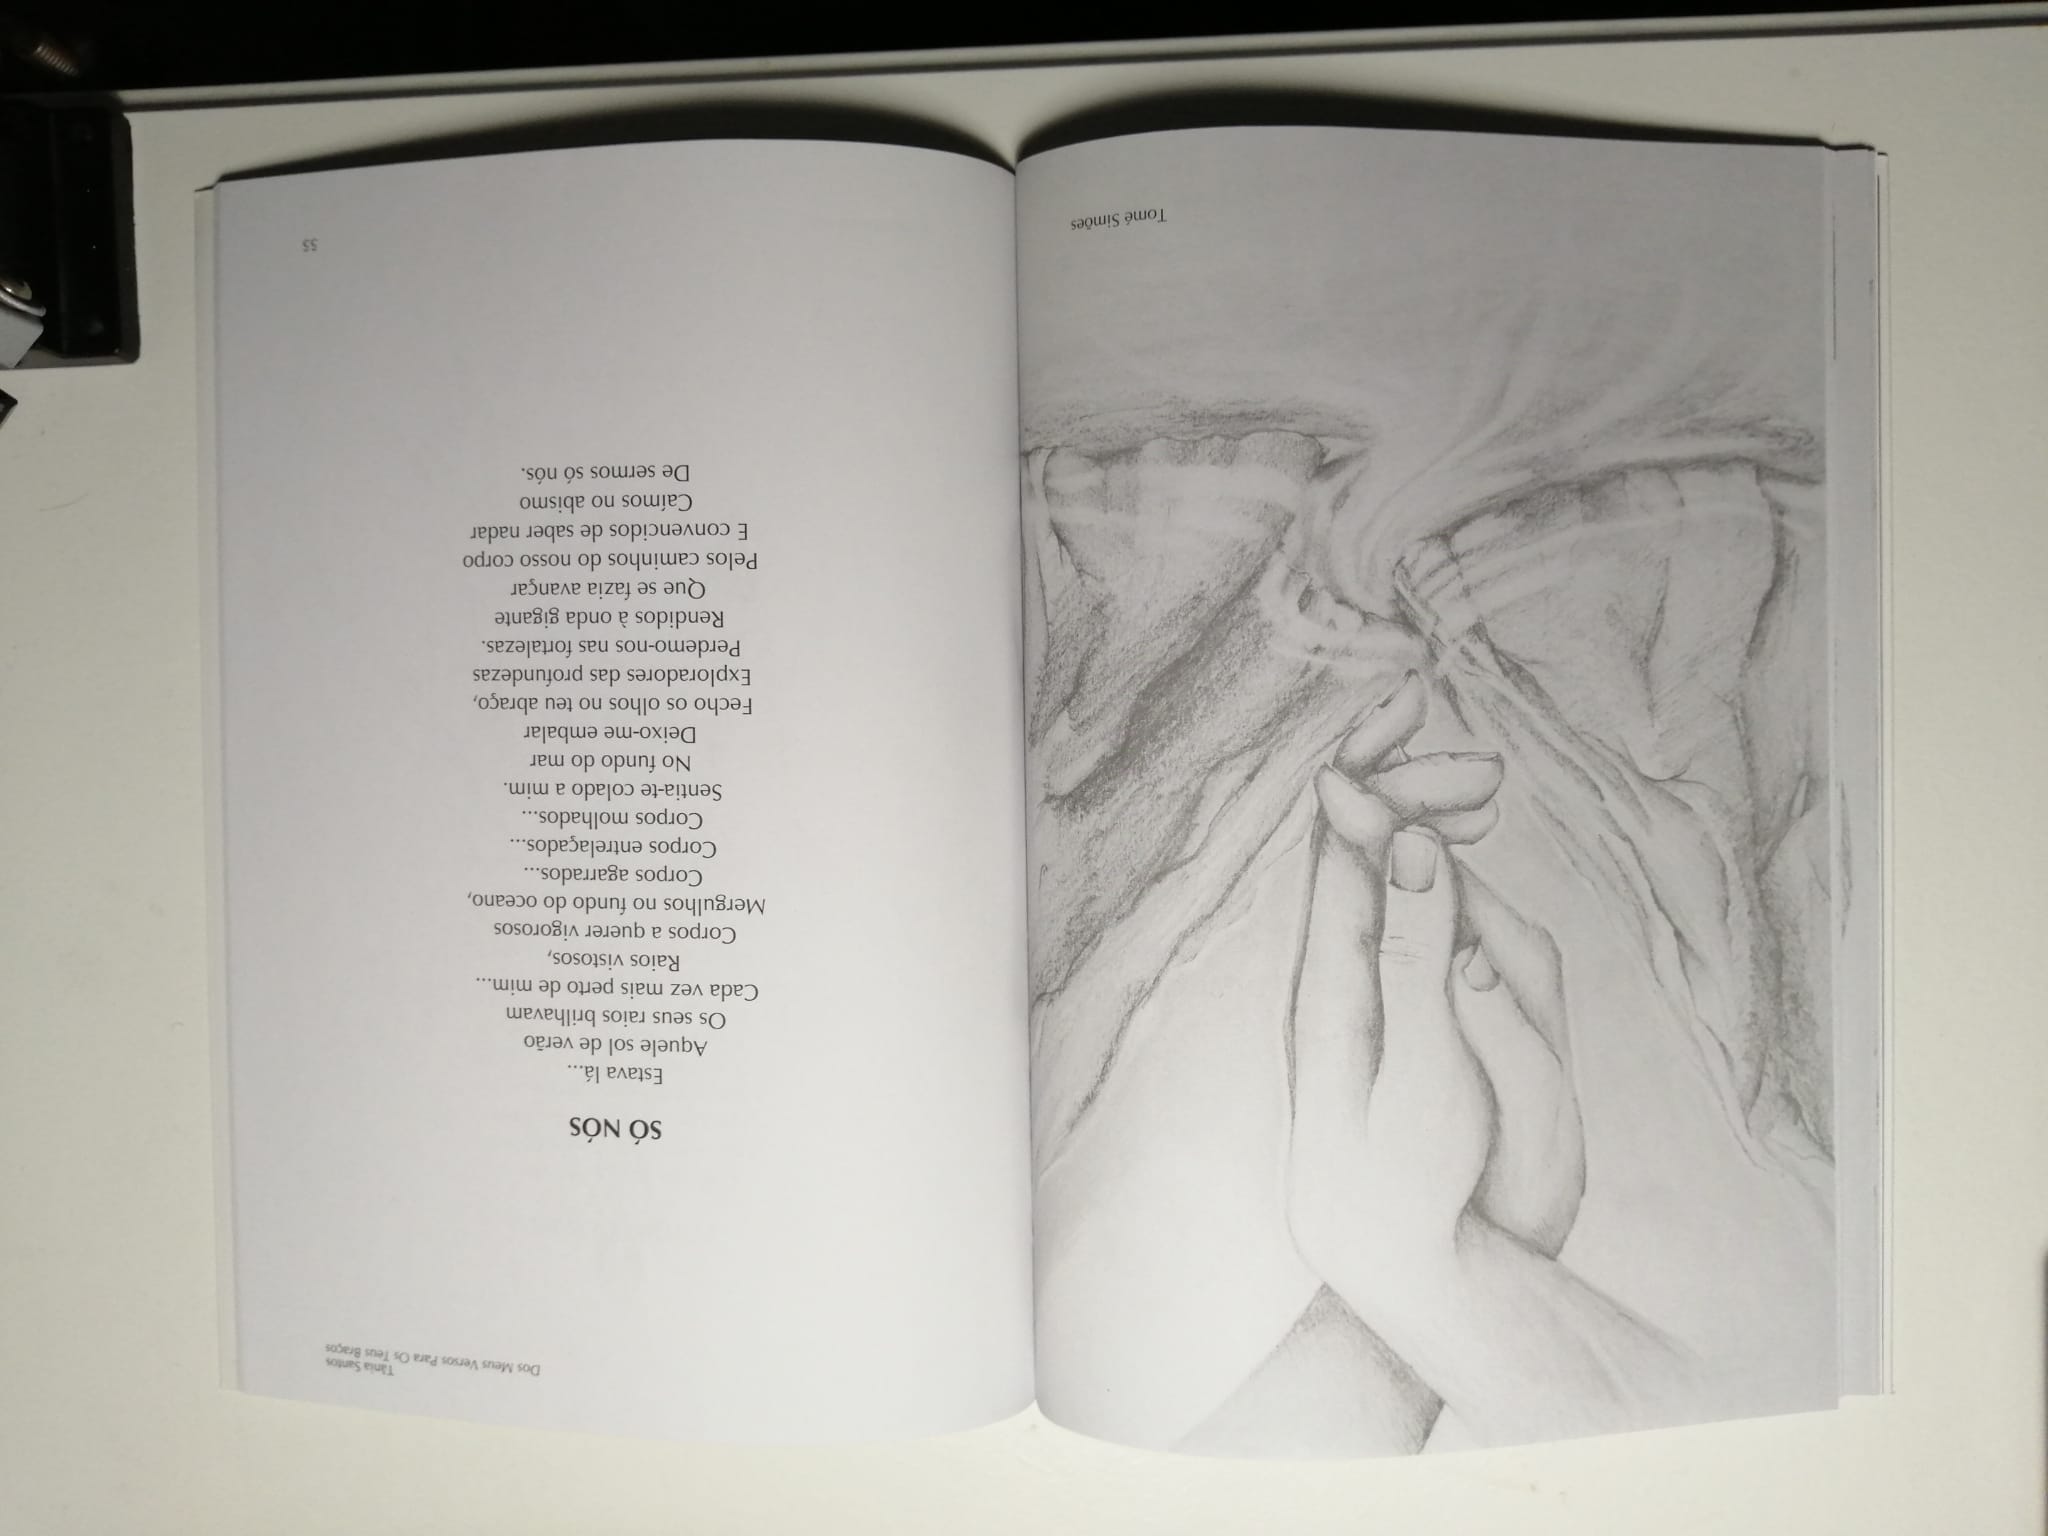 Tomé Simões
Tânia Santos
Dos Meus Versos Para Os Teus Braços
SÓ NÓS
Estava lá...
Aquele sol de verão
Os seus raios brilhavam
Cada vez mais perto de mim...
Raios vistosos,
Corpos a querer vigorosos
Mergulhos no fundo do oceano,
Corpos agarrados...
Corpos entrelaçados...
Corpos molhados...
Sentia-te colado a mim.
No fundo do mar
Deixo-me embalar
Fecho os olhos no teu abraço,
Exploradores das profundezas
Perdemo-nos nas fortalezas.
Rendidos à onda gigante
Que se fazia avançar
Pelos caminhos do nosso corpo
E convencidos de saber nadar
Caímos no abismo
De sermos só nós.
55